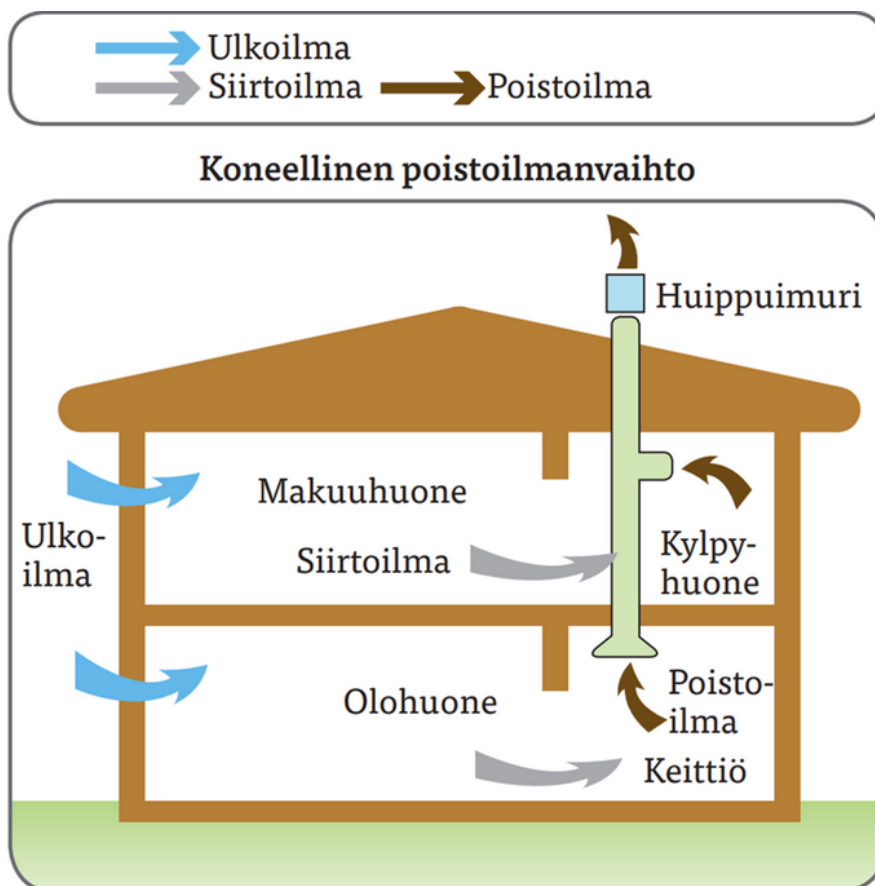 Ulkoilma
Siirtoilma Poistoilma
Koneellinen poistoilmanvaihto
Huippuimuri
Makuuhuone
Ulko-
ilma
Siirtoilma
Kylpy-
huone
Olohuone
Poisto-
ilma
Keittiö